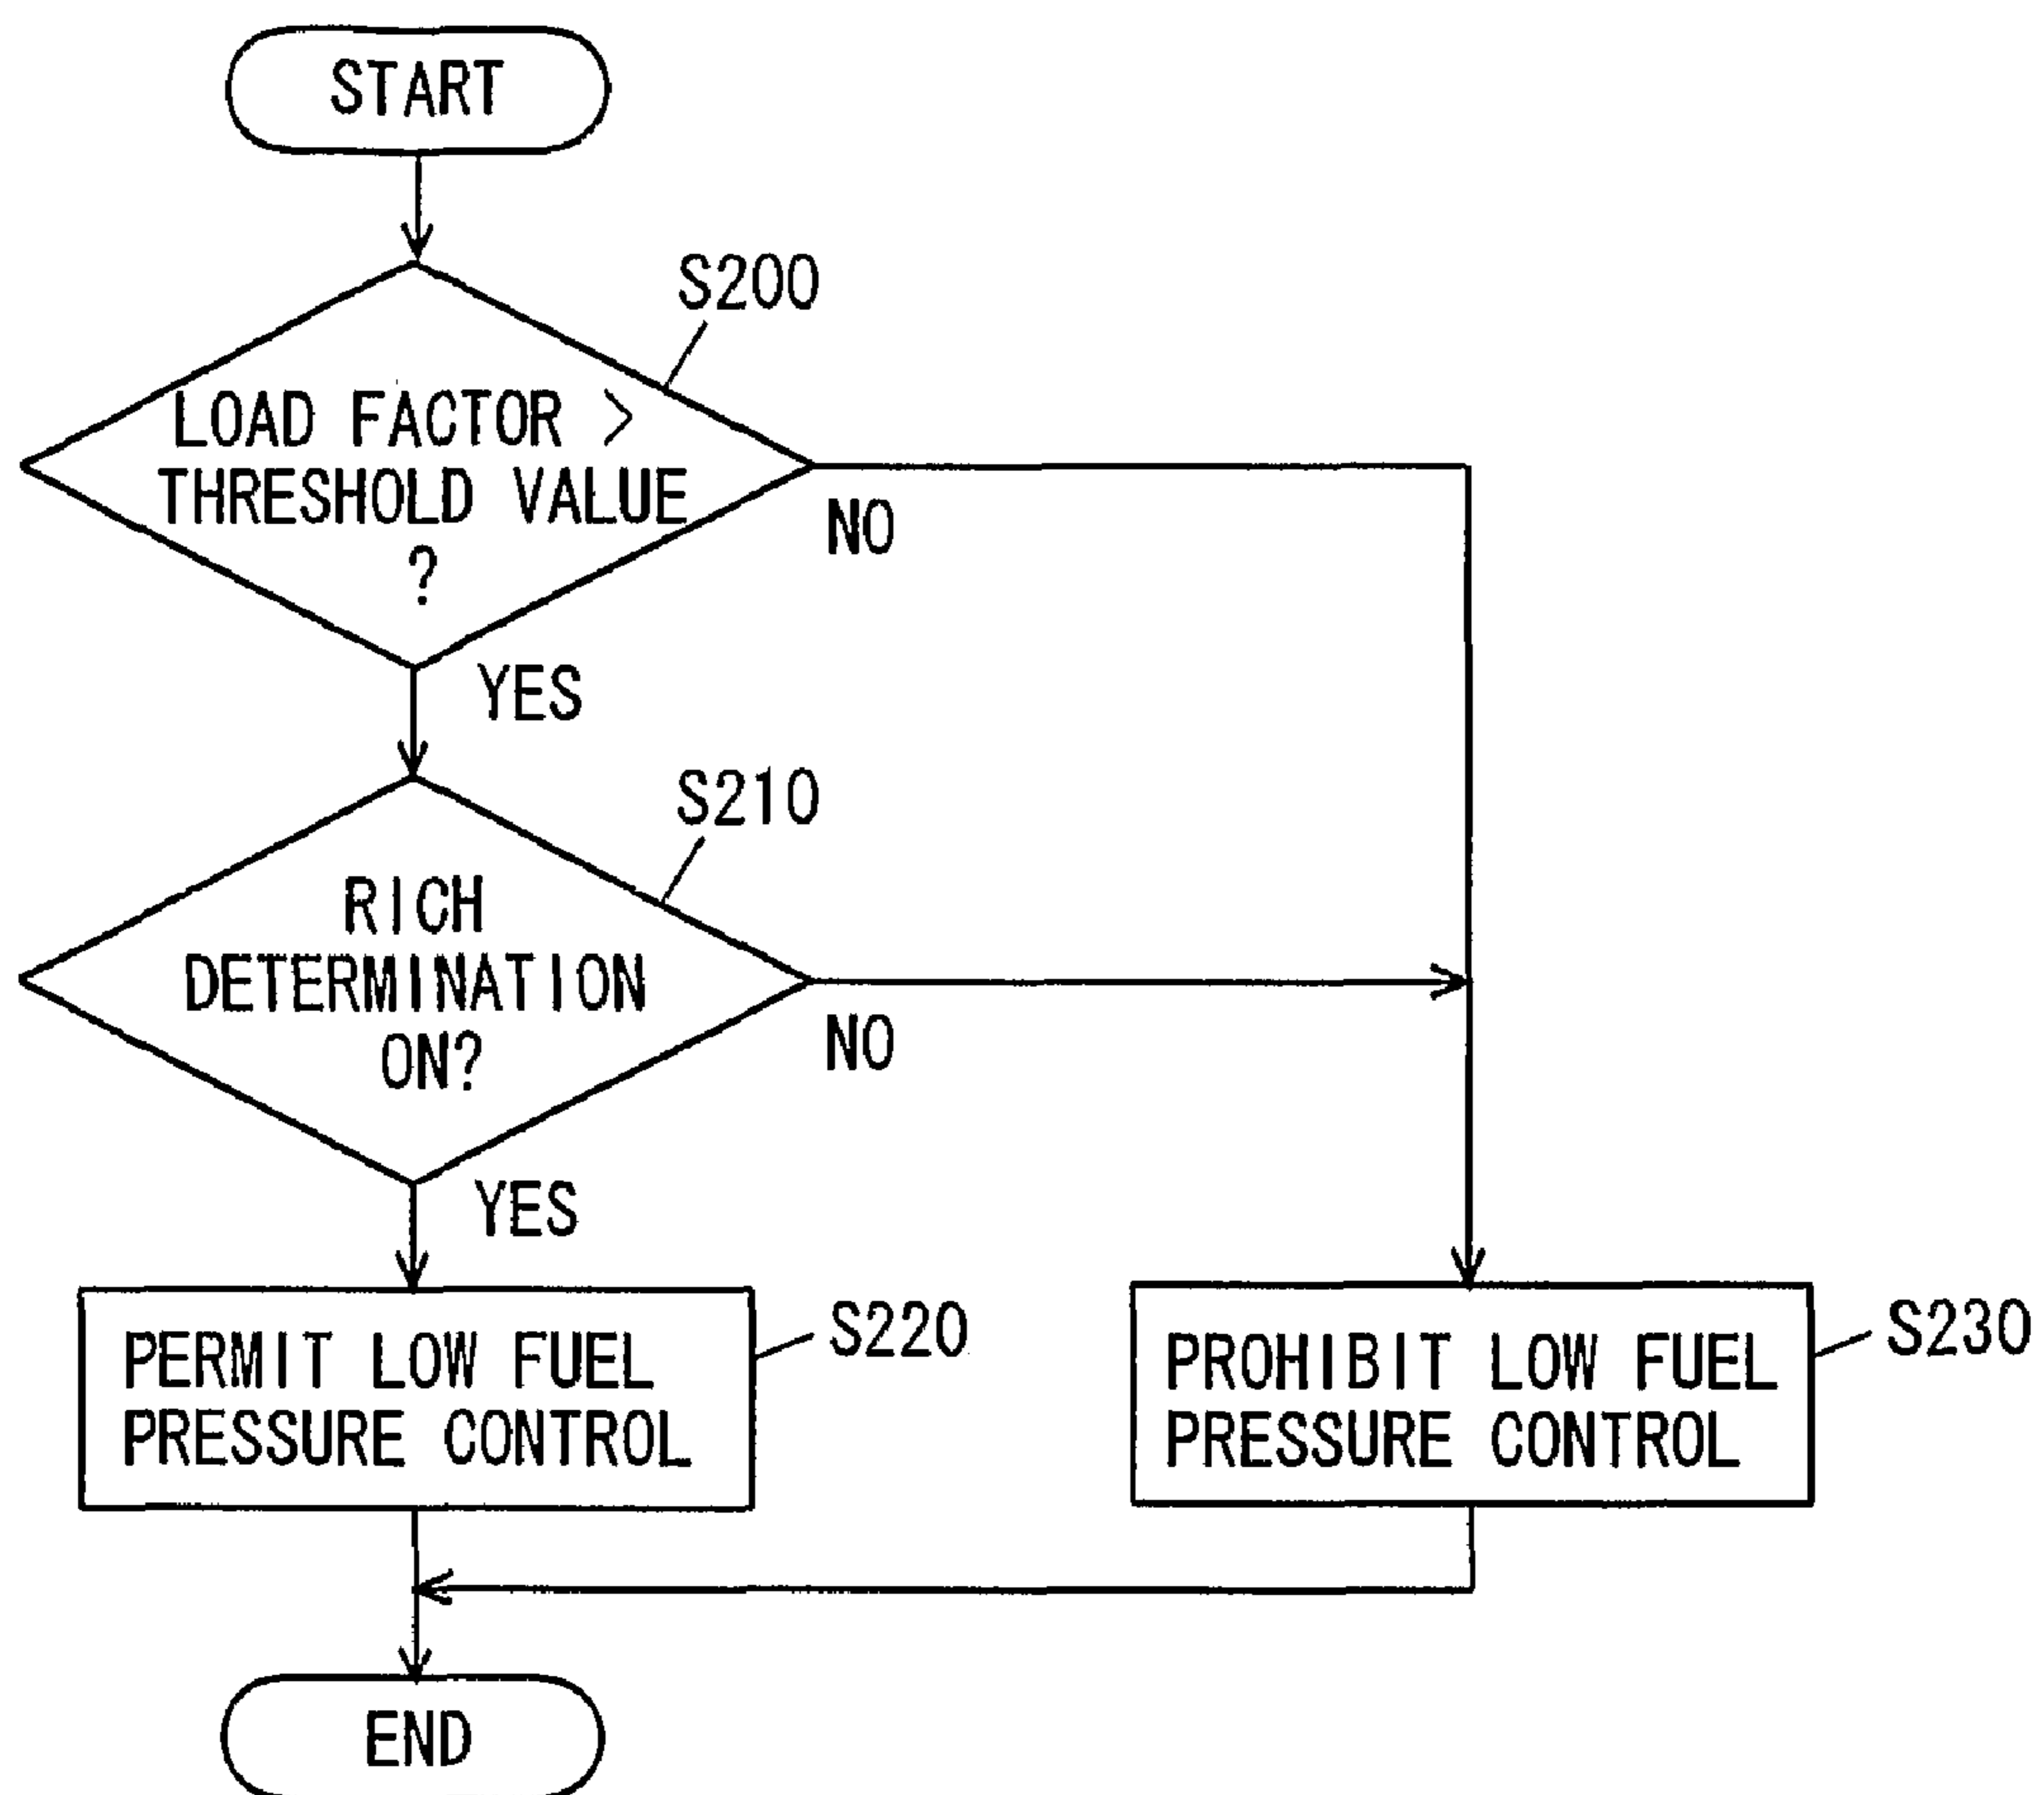 START
S200
LOAD FACTOR >
THRESHOLD VALUE
?
NO
YES
S210
RICH
DETERMINATION
ON?
NO
YES
PERMIT LOW FUEL
PRESSURE CONTROL
S220
PROHIBIT LOW FUEL
PRESSURE CONTROL
S230
END